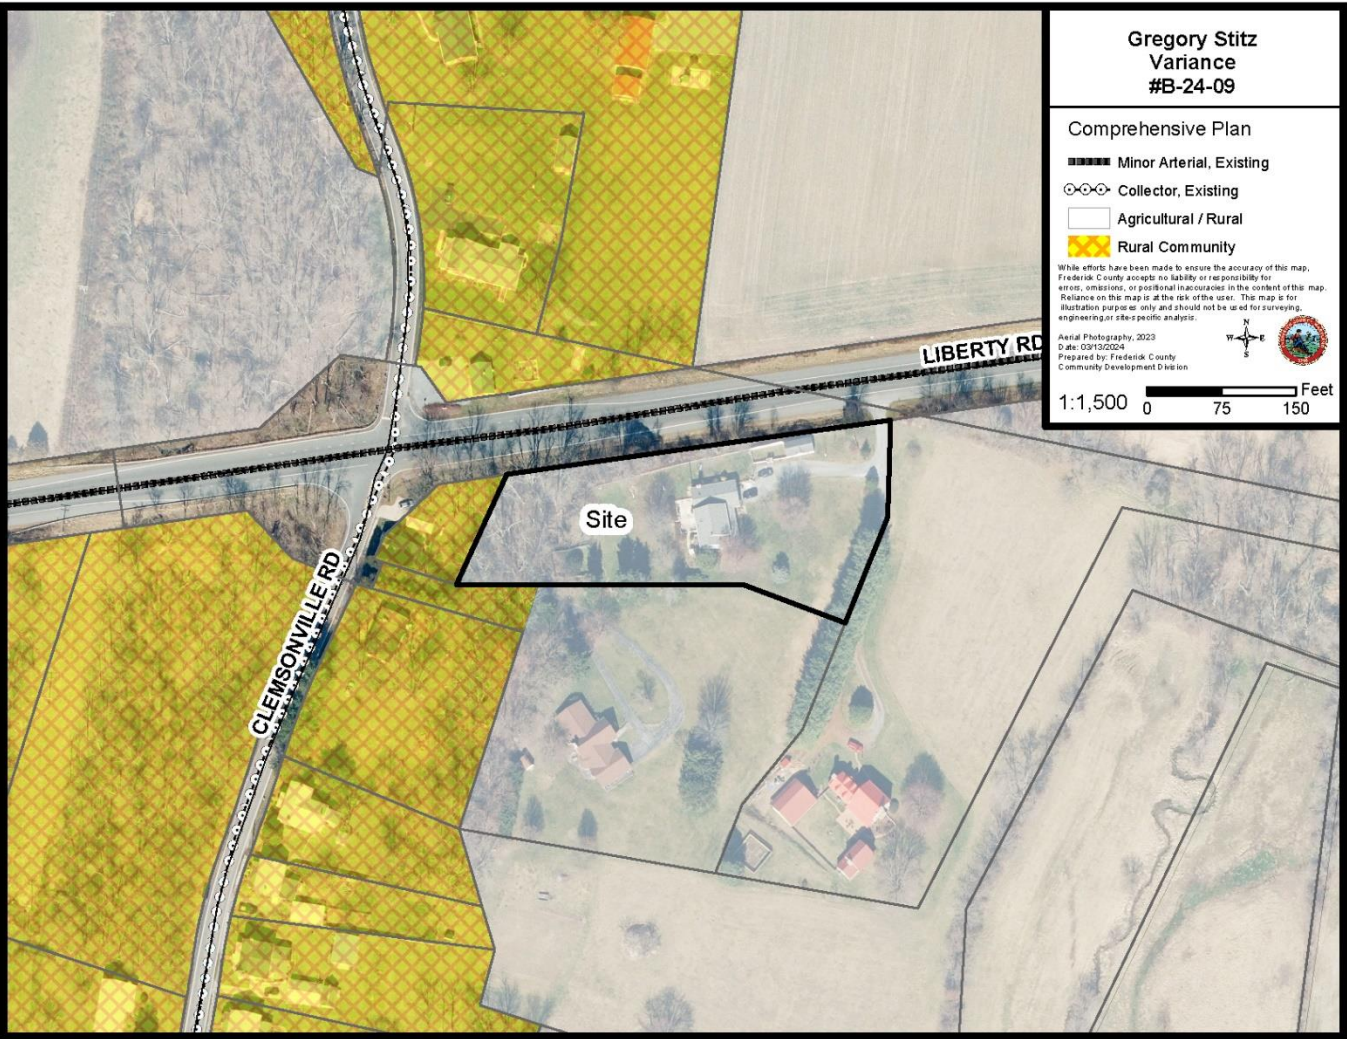 Gregory Stitz
Variance
#B-24-09
Comprehensive Plan
Minor Arterial, Existing
Collector, Existing
Agricultural / Rural
Rural Community
While efforts have been made to ensure the accuracy of this map,
Frederick County accepts no liability or responsibility for
errors, omissions, or positional inaccuracies in the content of this map.
Reliance on this map is at the risk of the user. This map is for
illustration purposes only and should not be used for surveying,
engineering,or site-specific analysis.
Aerial Photography, 2023
Date: 03/13/2024
Prepared by: Frederick County
Community Development Division
N
W E
S
1:1,500
Feet
0 75 150
LIBERTY RD
Site
CLEMSONVILLE RD